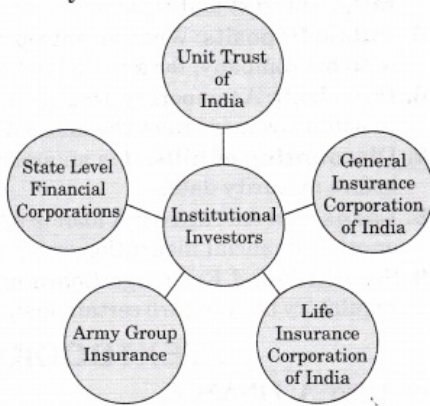 Unit Trust
of
India
State Level
Financial
Corporations
General
Insurance
Corporation
of India
Institutional
Investors
Army Group
Insurance
Life
Insurance
Corporation
of India